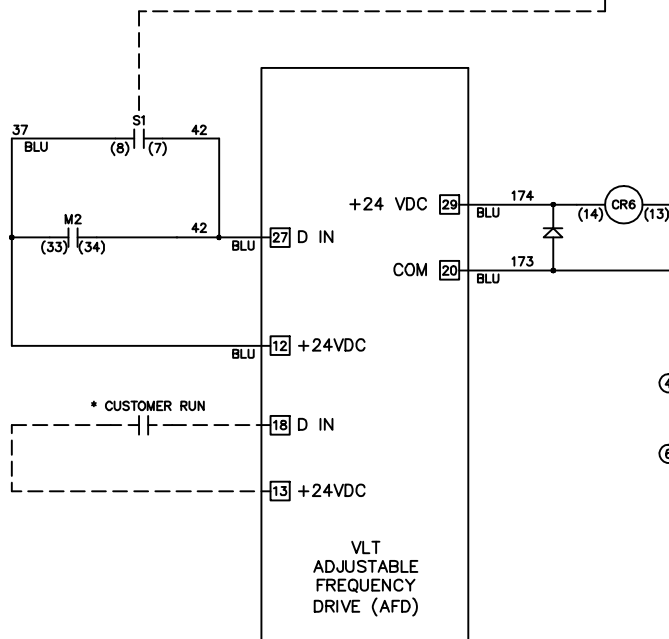 S1
37
42
BLU
(8)
(7)
M2
42
(33)
(34)
BLU
27
D IN
+24 VDC
29
174
BLU
(14)
CR6
(13)
COM
20
173
BLU
BLU
12
+24VDC
* CUSTOMER RUN
18
D IN
13
+24VDC
4
6
VLT
ADJUSTABLE
FREQUENCY
DRIVE (AFD)